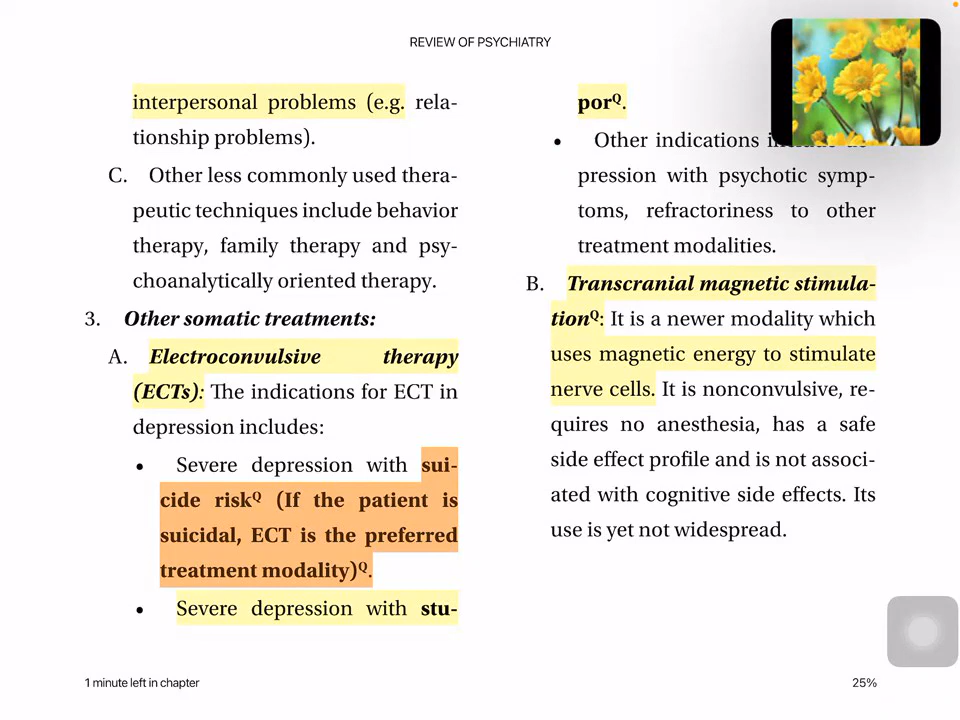 REVIEW OF PSYCHIATRY
interpersonal problems (e.g. rela-
tionship problems).
C. Other less commonly used thera-
peutic techniques include behavior
therapy, family therapy and psy-
choanalytically oriented therapy.
3. Other somatic treatments:
A. Electroconvulsive therapy
(ECTs): The indications for ECT in
depression includes:
• Severe depression with sui-
cide riskQ (If the patient is
suicidal, ECT is the preferred
treatment modality)Q.
• Severe depression with stu-
porQ.
• Other indications
pression with psychotic symp-
toms, refractoriness to other
treatment modalities.
B. Transcranial magnetic stimula-
tionQ: It is a newer modality which
uses magnetic energy to stimulate
nerve cells. It is nonconvulsive, re-
quires no anesthesia, has a safe
side effect profile and is not associ-
ated with cognitive side effects. Its
use is yet not widespread.
1 minute left in chapter
25%